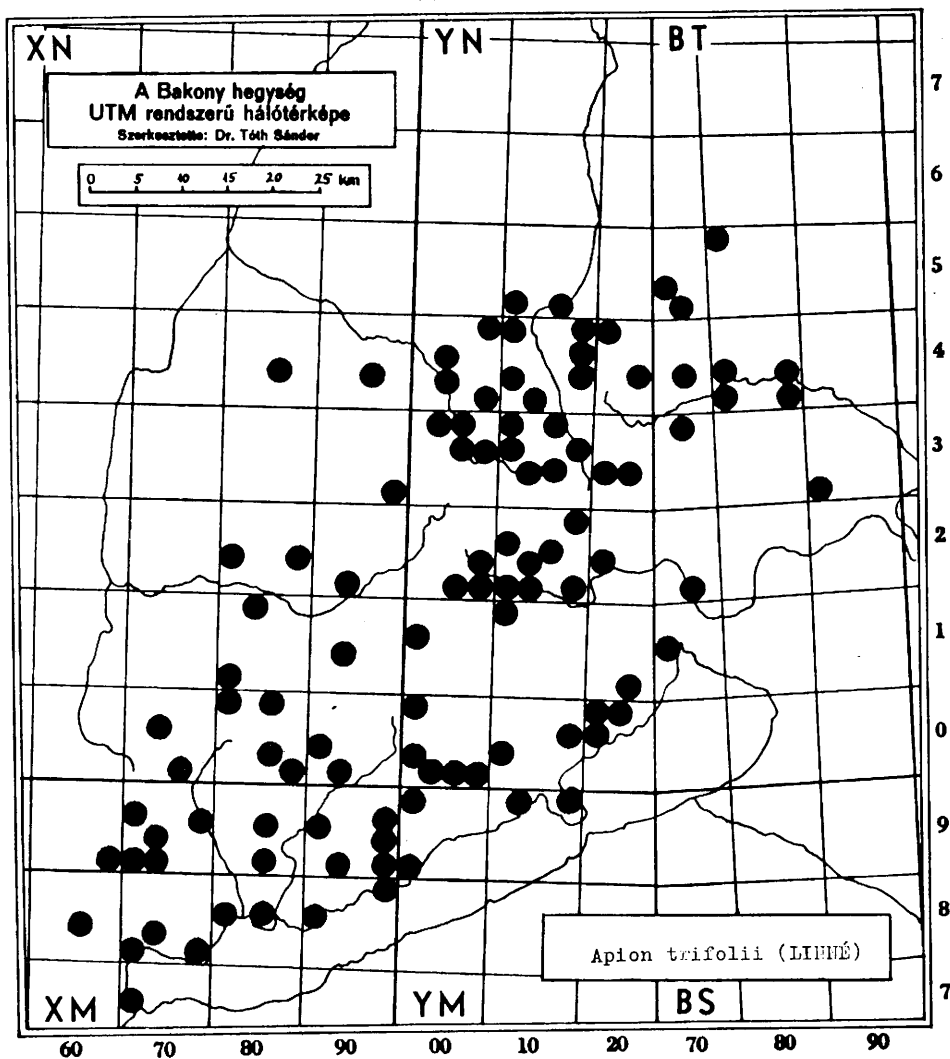 XN YN BT
A Bakony hegység
UTM rendszerű hálótérképe
Szerkesztette: Dr. Tóth Sándor
0 5 10 15 20 25 km
7
6
5
4
3
2
1
0
9
8
7
Apion trifolii (LINNÉ)
XM YM BS
60 70 80 90 00 10 20 70 80 90